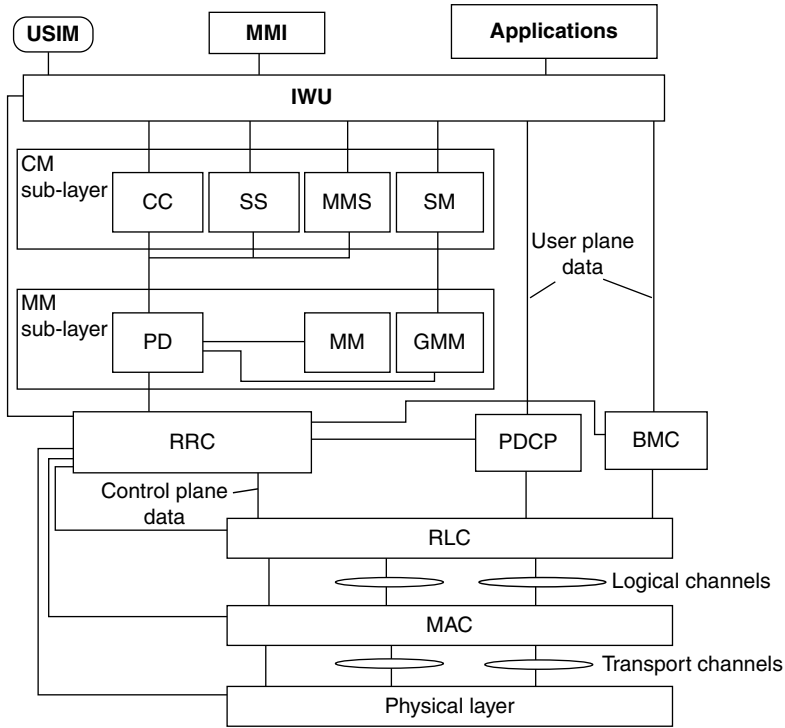 USIM
MMI
Applications
IWU
CM
sub-layer
CC
SS
MMS
SM
User plane
data
MM
sub-layer
PD
MM
GMM
RRC
PDCP
BMC
Control plane
data
RLC
Logical channels
MAC
Transport channels
Physical layer